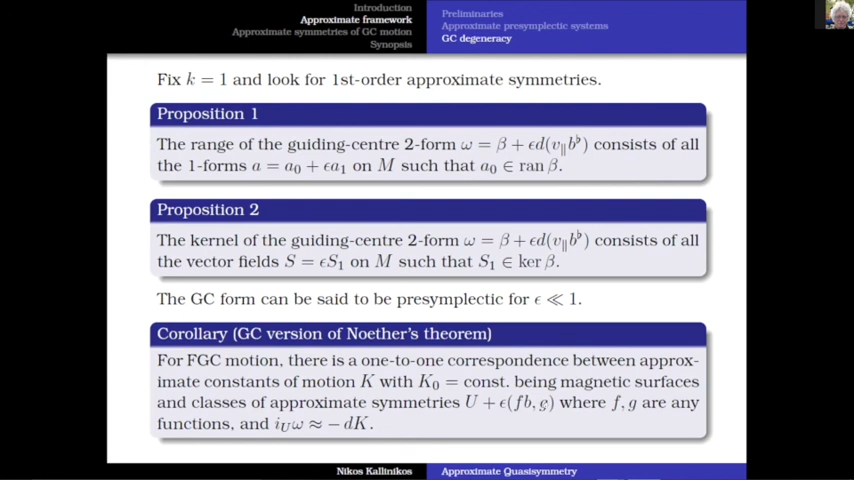 Introduction
Approximate framework
Approximate symmetries of GC motion
Synopsis
Preliminaries
Approximate presymplectic systems
GC degeneracy
Fix k = 1 and look for 1st-order approximate symmetries.
Proposition 1
The range of the guiding-centre 2-form ω = β + ϵd(v∥b♭) consists of all
the 1-forms a = a₀ + ϵa₁ on M such that a₀ ∈ ran β.
Proposition 2
The kernel of the guiding-centre 2-form ω = β + ϵd(v∥b♭) consists of all
the vector fields S = ϵS₁ on M such that S₁ ∈ ker β.
The GC form can be said to be presymplectic for ϵ ≪ 1.
Corollary (GC version of Noether's theorem)
For FGC motion, there is a one-to-one correspondence between approx-
imate constants of motion K with K₀ = const. being magnetic surfaces
and classes of approximate symmetries U + ϵ(fb, g) where f, g are any
functions, and i_Uω ≈ −dK.
Nikos Kallinikos
Approximate Quasisymmetry